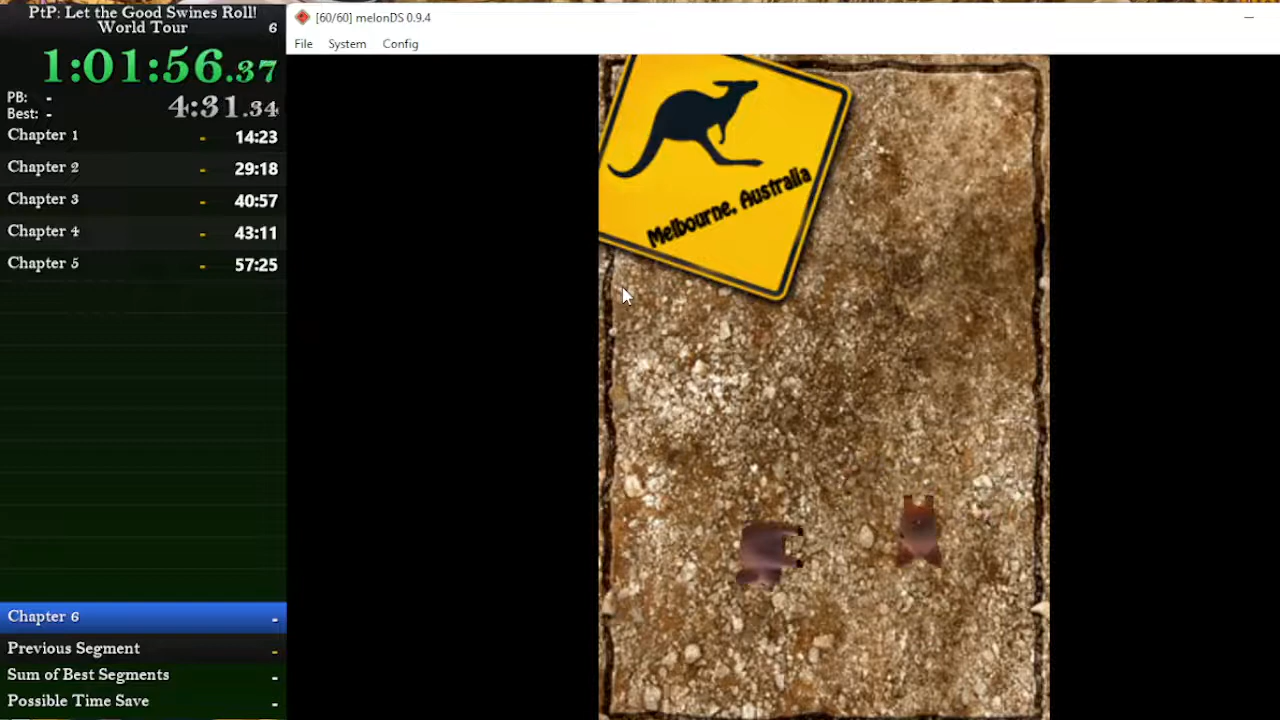 PtP: Let the Good Swines Roll!
World Tour 6
1:01:56.37
PB: -
4:31.34
Best: -
Chapter 1 - 14:23
Chapter 2 - 29:18
Chapter 3 - 40:57
Chapter 4 - 43:11
Chapter 5 - 57:25
Chapter 6 -
Previous Segment -
Sum of Best Segments -
Possible Time Save -
[60/60] melonDS 0.9.4
File System Config
Melbourne, Australia